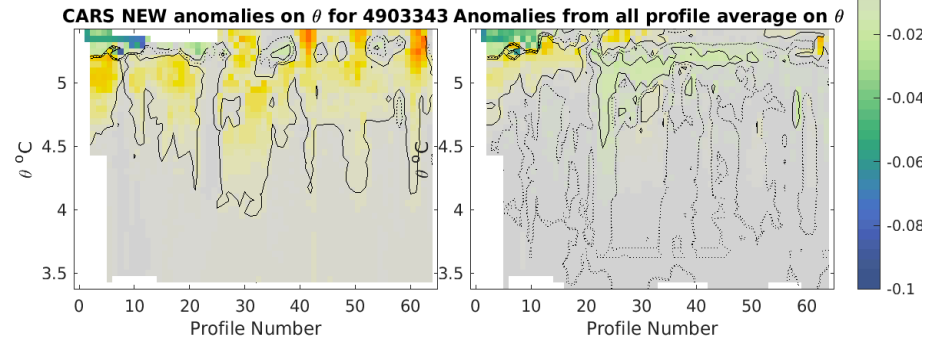 CARS NEW anomalies on θ for 4903343 Anomalies from all profile average on θ
5
4.5
4
3.5
θ °C
0 10 20 30 40 50 60
Profile Number
5
4.5
4
3.5
θ °C
0 10 20 30 40 50 60
Profile Number
-0.02
-0.04
-0.06
-0.08
-0.1